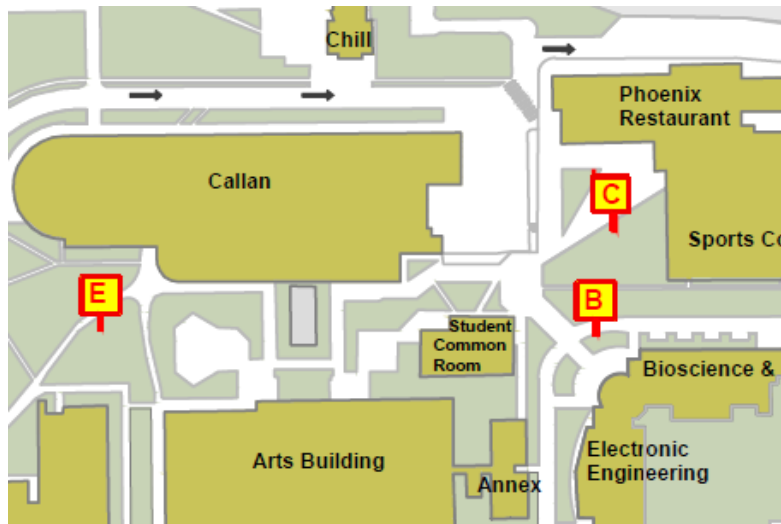 Chill
Phoenix
Restaurant
Callan
C
Sports Co
E
B
Student
Common
Room
Bioscience &
Arts Building
Electronic
Engineering
Annex